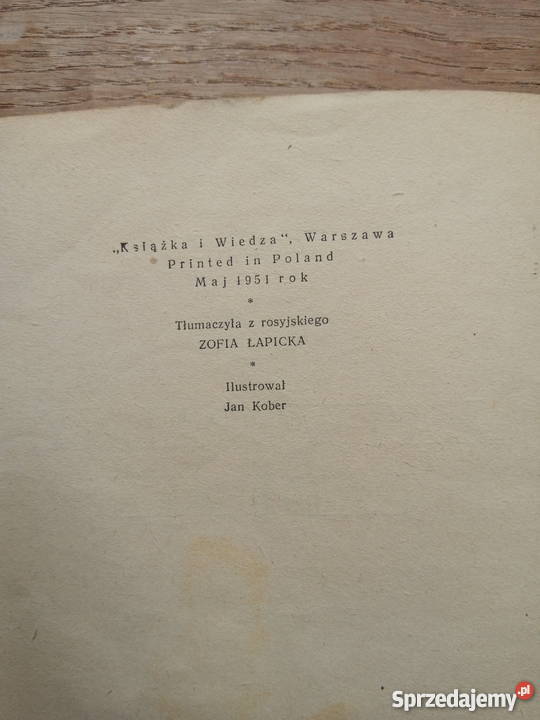 „Książka i Wiedza“, Warszawa
Printed in Poland
Maj 1951 rok
*
Tłumaczyła z rosyjskiego
ZOFIA ŁAPICKA
*
Ilustrował
Jan Kober
Sprzedajemy.pl